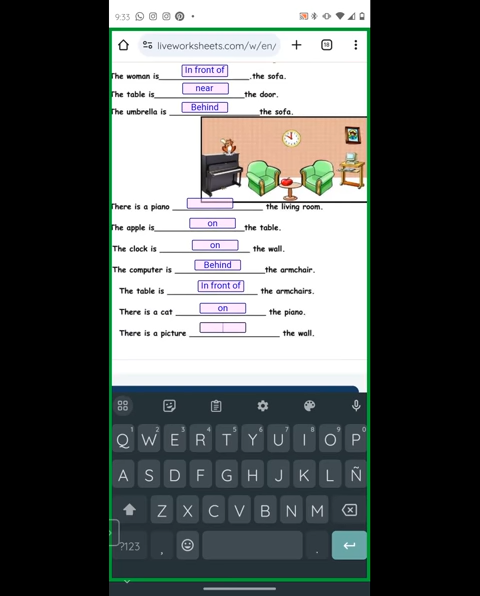 9:33
liveworksheets.com/w/en/
18
The woman is In front of .the sofa.
The table is near the door.
The umbrella is Behind the sofa.
There is a piano the living room.
The apple is on the table.
The clock is on the wall.
The computer is Behind the armchair.
The table is In front of the armchairs.
There is a cat on the piano.
There is a picture the wall.
1 2 3 4 5 6 7 8 9 0
Q W E R T Y U I O P
A S D F G H J K L Ñ
Z X C V B N M
?123 , .